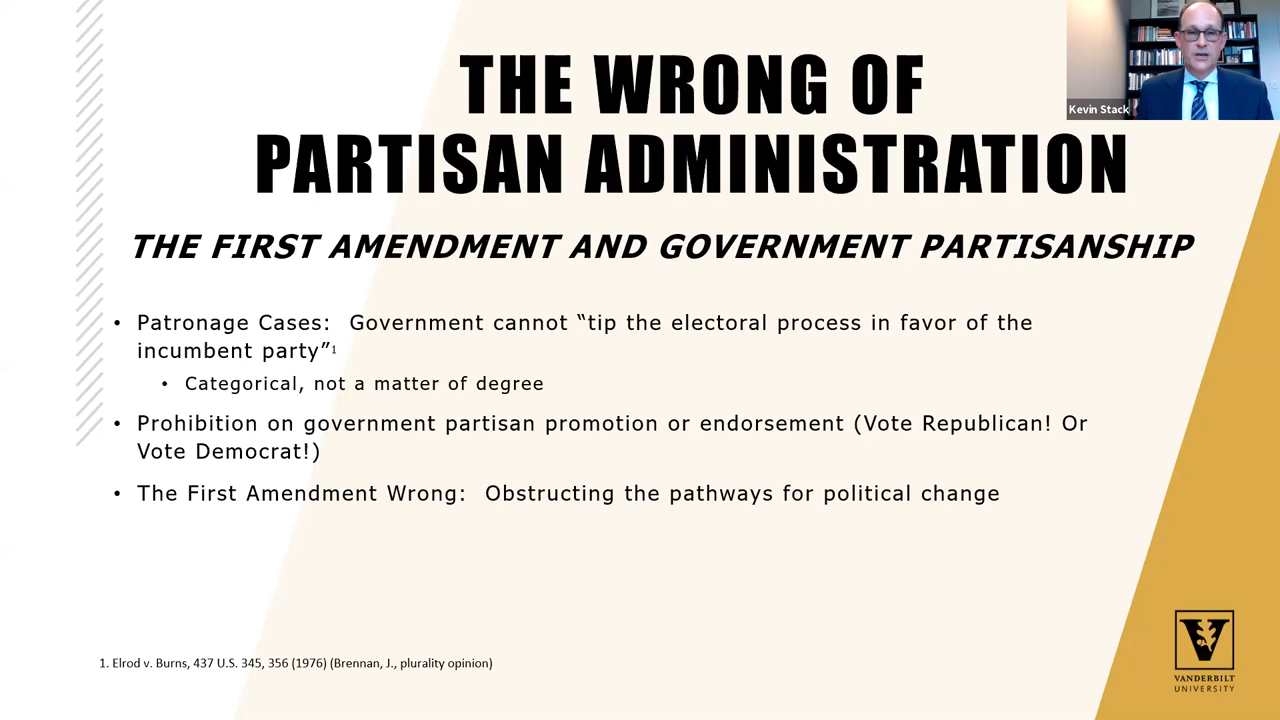 THE WRONG OF
PARTISAN ADMINISTRATION
Kevin Stack
THE FIRST AMENDMENT AND GOVERNMENT PARTISANSHIP
• Patronage Cases: Government cannot “tip the electoral process in favor of the
incumbent party”1
• Categorical, not a matter of degree
• Prohibition on government partisan promotion or endorsement (Vote Republican! Or
Vote Democrat!)
• The First Amendment Wrong: Obstructing the pathways for political change
1. Elrod v. Burns, 437 U.S. 345, 356 (1976) (Brennan, J., plurality opinion)
V
VANDERBILT
UNIVERSITY